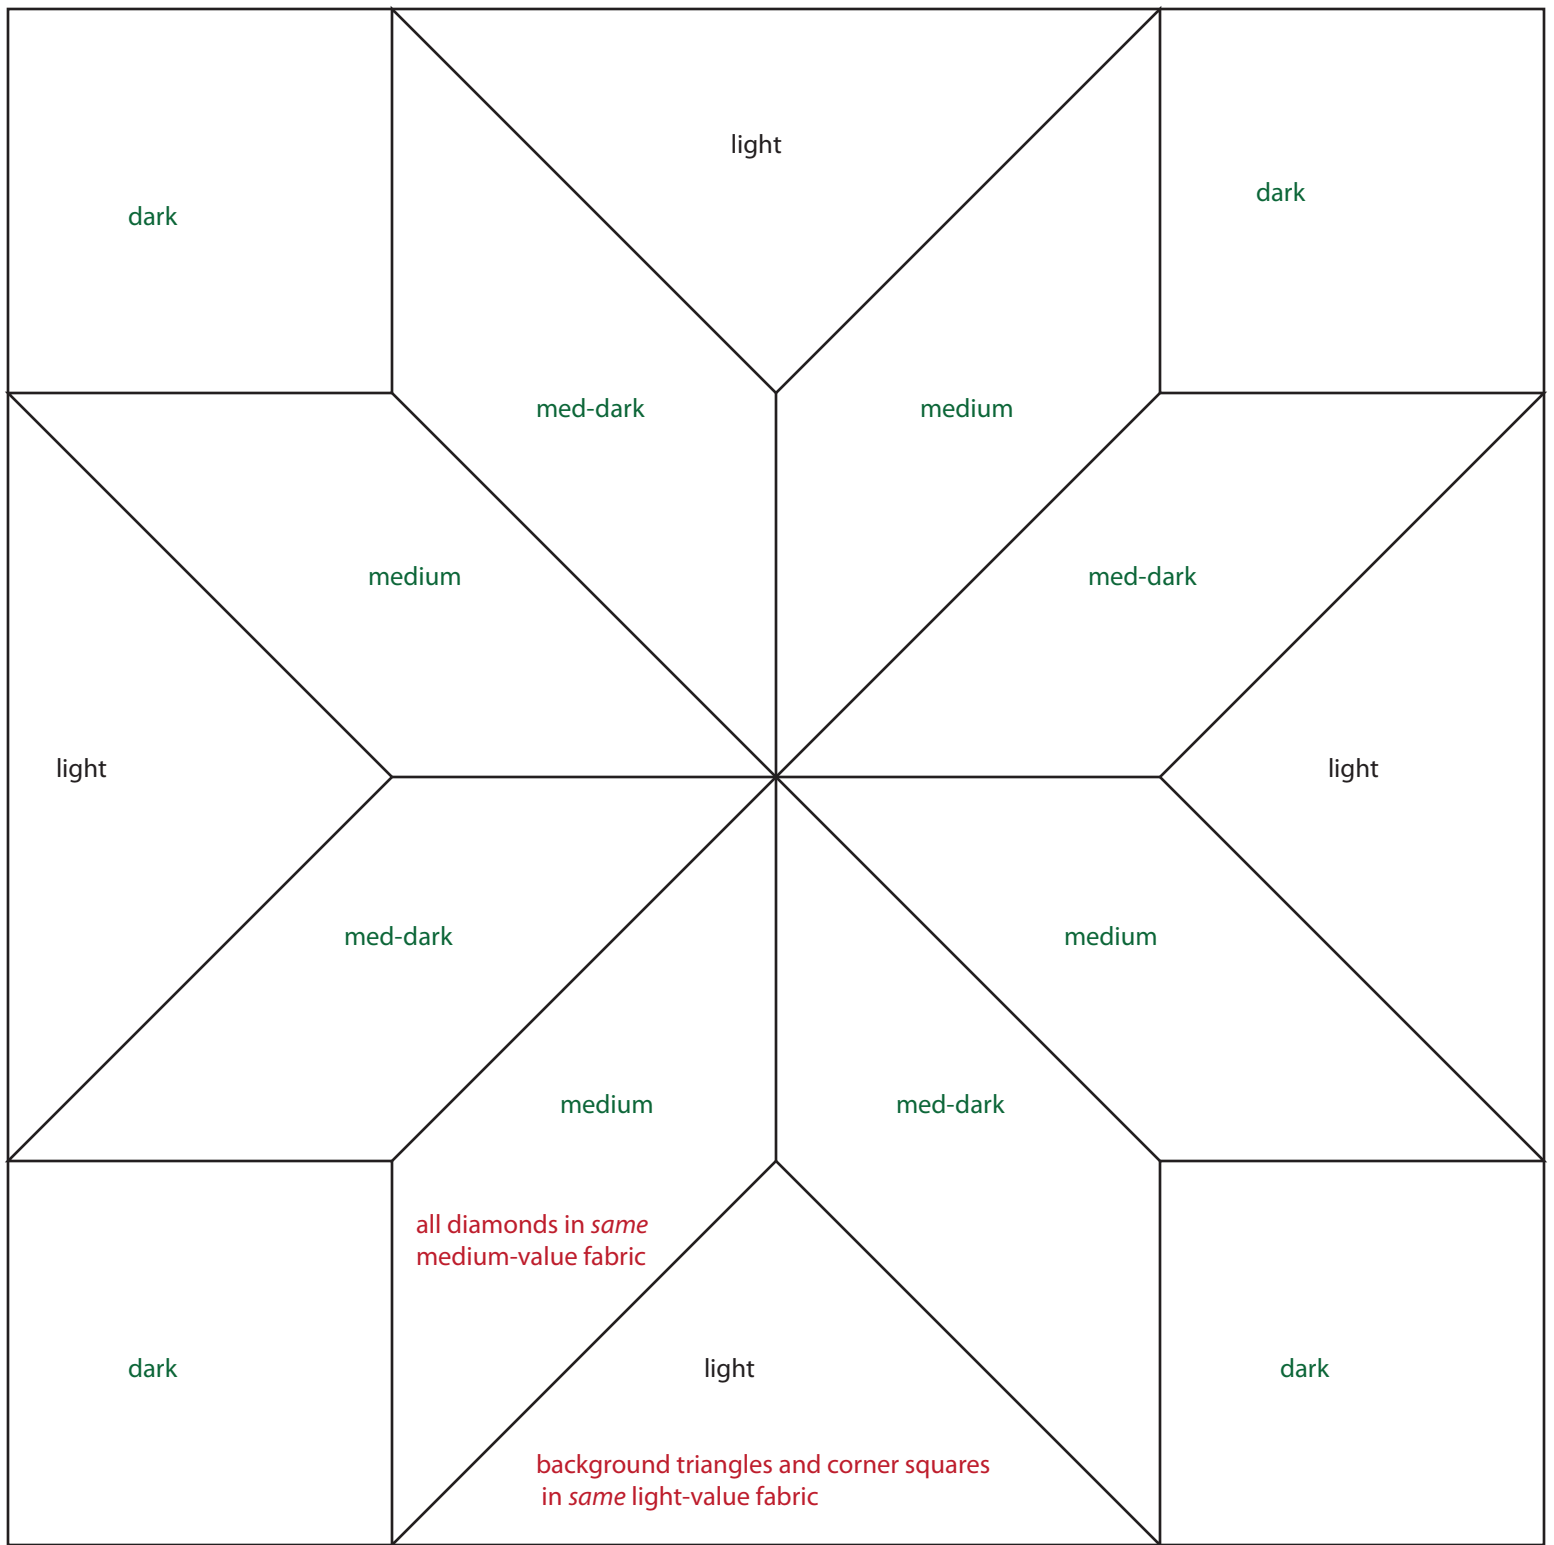 light
dark
dark
med-dark
medium
medium
med-dark
light
light
med-dark
medium
medium
med-dark
all diamonds in same
medium-value fabric
dark
light
dark
background triangles and corner squares
in same light-value fabric